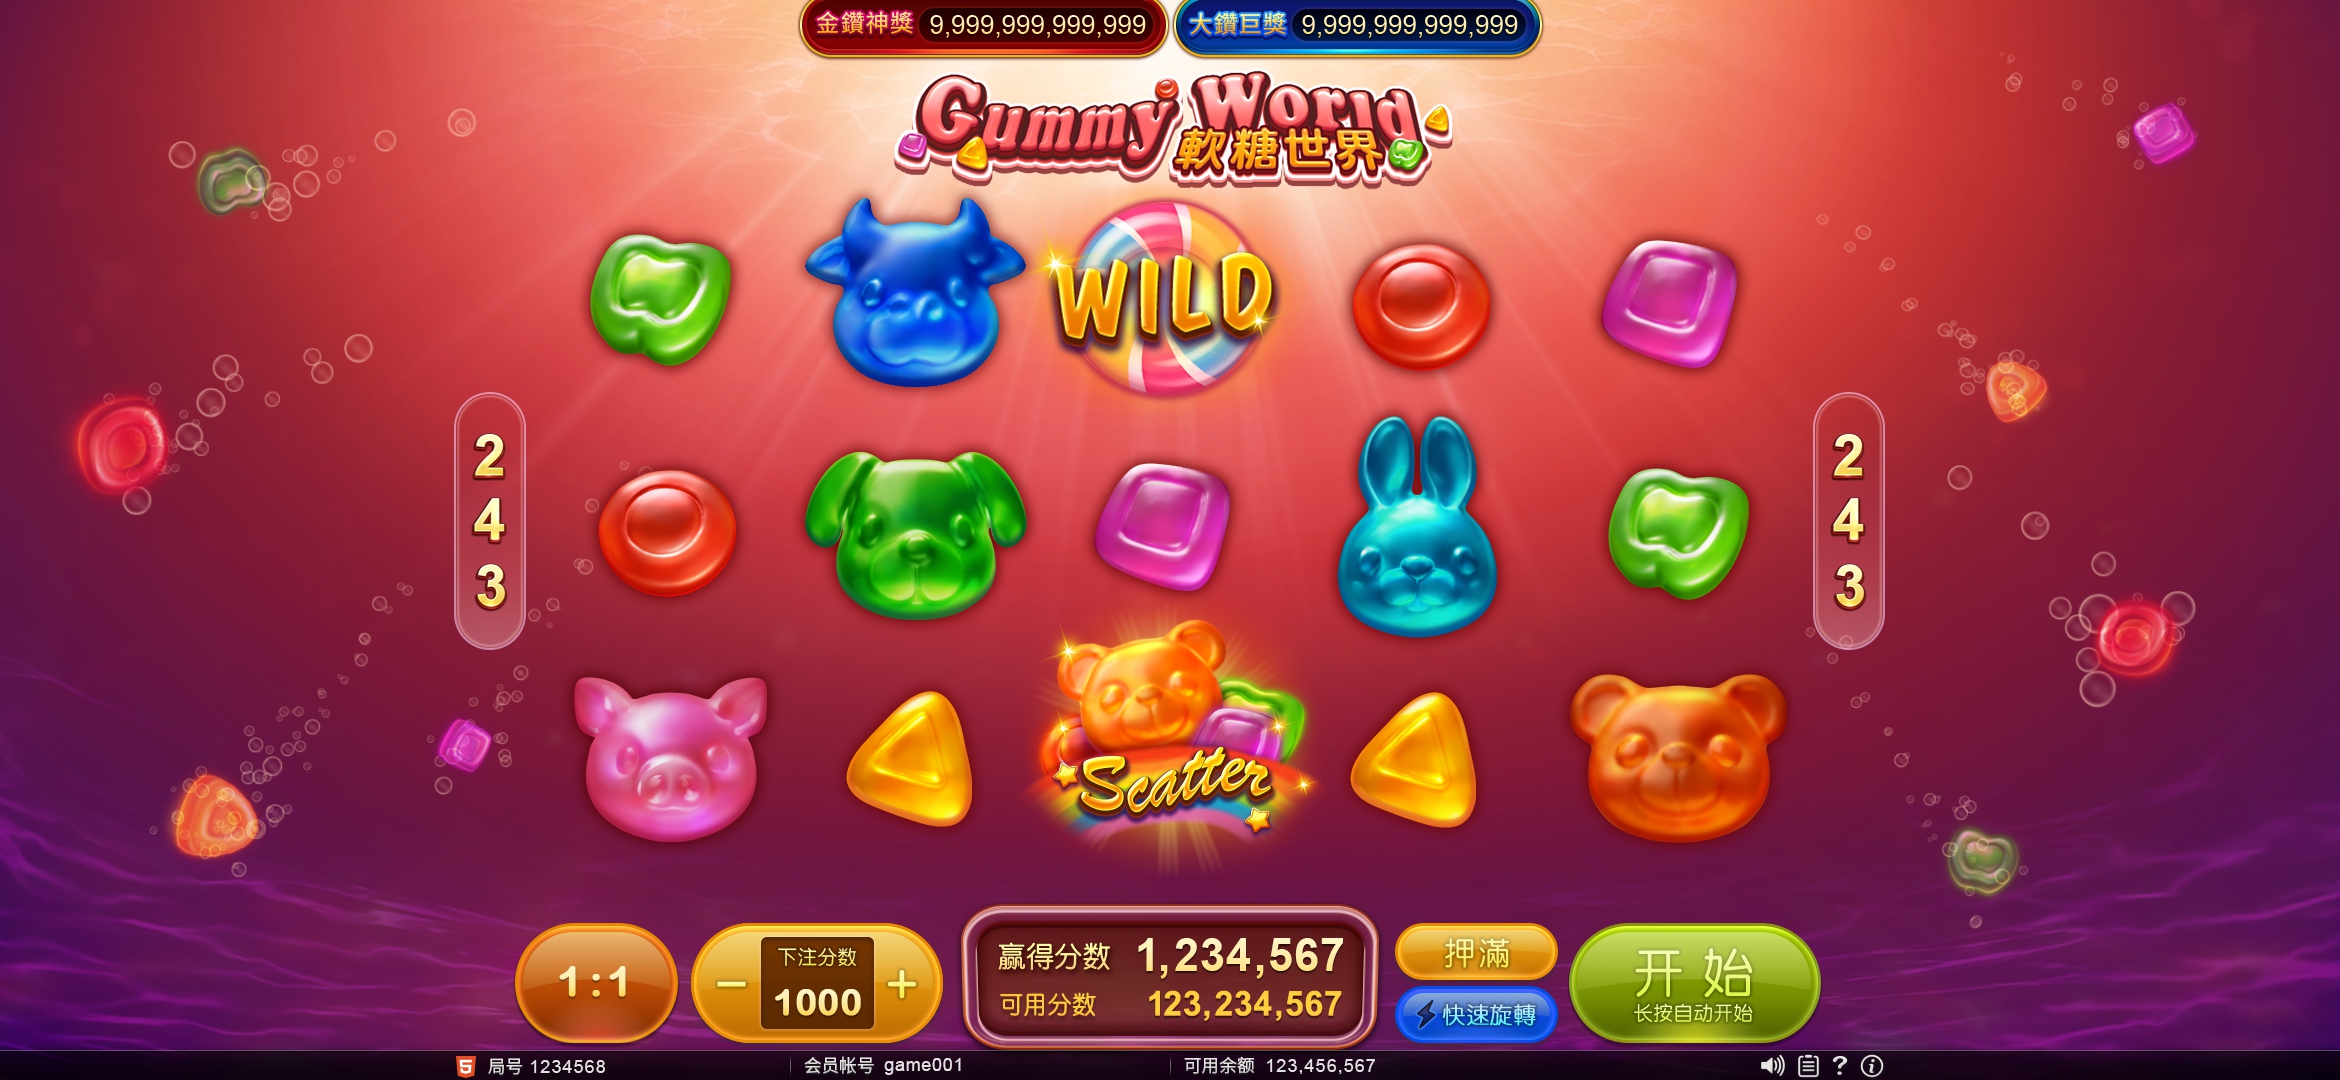 金鑽神獎 9,999,999,999,999
大鑽巨獎 9,999,999,999,999
Gummy World
軟糖世界
WILD
2
4
3
2
4
3
Scatter
1:1
−
下注分数
1000
+
赢得分数 1,234,567
可用分数 123,234,567
押滿
快速旋轉
开始
长按自动开始
5
局号 1234568
会员帐号 game001
可用余额 123,456,567
?
i